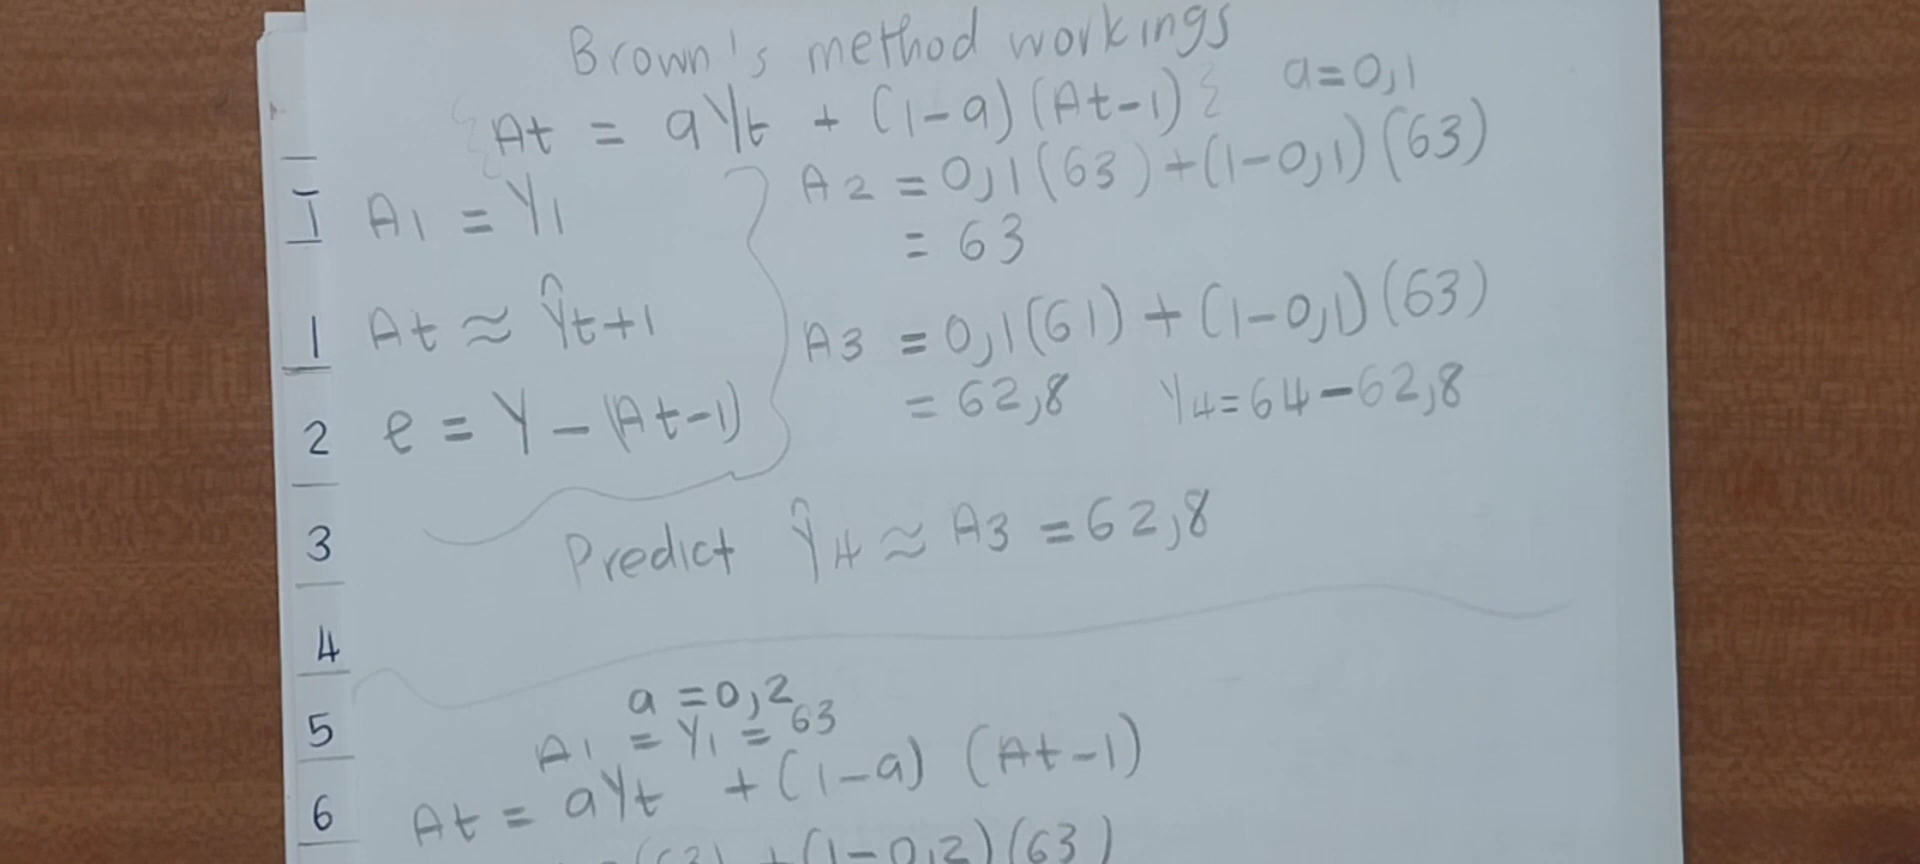 Brown's method workings
At = aYt + (1-a)(At-1) a=0,1
A1 = Y1
At ≈ Ŷt+1
e = Y - (At-1)
A2 = 0,1(63)+(1-0,1)(63)
= 63
A3 = 0,1(61) + (1-0,1)(63)
= 62,8 Y4=64-62,8
Predict Ŷ4 ≈ A3 = 62,8
a = 0,2
A1 = Y1 = 63
At = aYt + (1-a) (At-1)
+ (1-0,2)(63)
1
1
2
3
4
5
6